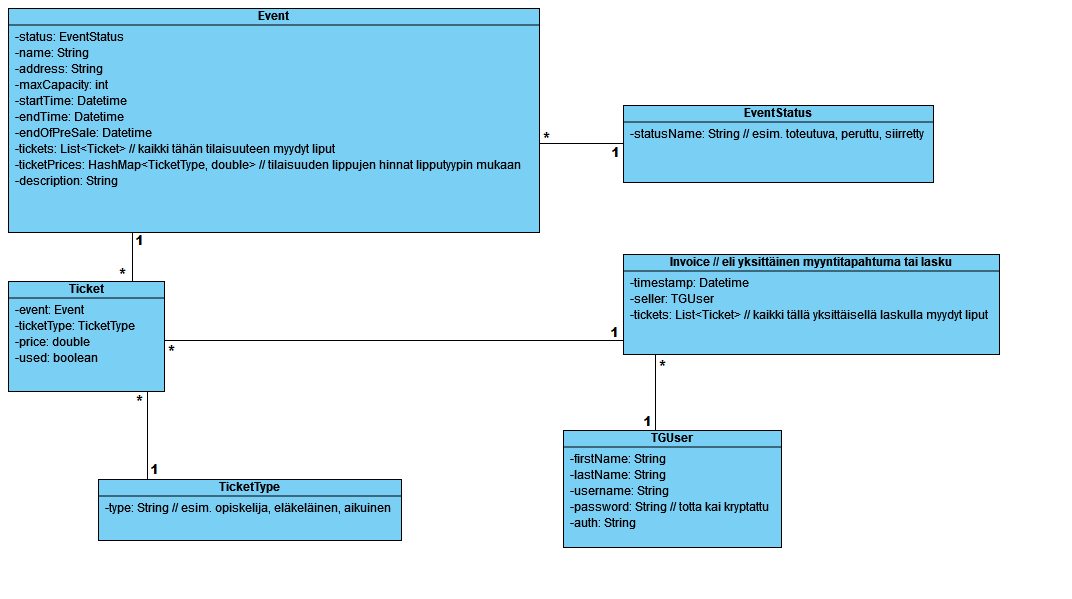 Event
-status: EventStatus
-name: String
-address: String
-maxCapacity: int
-startTime: Datetime
-endTime: Datetime
-endOfPreSale: Datetime
-tickets: List<Ticket> // kaikki tähän tilaisuuteen myydyt liput
-ticketPrices: HashMap<TicketType, double> // tilaisuuden lippujen hinnat lipputyypin mukaan
-description: String
*
1
EventStatus
-statusName: String // esim. toteutuva, peruttu, siirretty
1
*
Ticket
-event: Event
-ticketType: TicketType
-price: double
-used: boolean
*
1
Invoice // eli yksittäinen myyntitapahtuma tai lasku
-timestamp: Datetime
-seller: TGUser
-tickets: List<Ticket> // kaikki tällä yksittäisellä laskulla myydyt liput
*
1
*
1
TicketType
-type: String // esim. opiskelija, eläkeläinen, aikuinen
TGUser
-firstName: String
-lastName: String
-username: String
-password: String // totta kai kryptattu
-auth: String